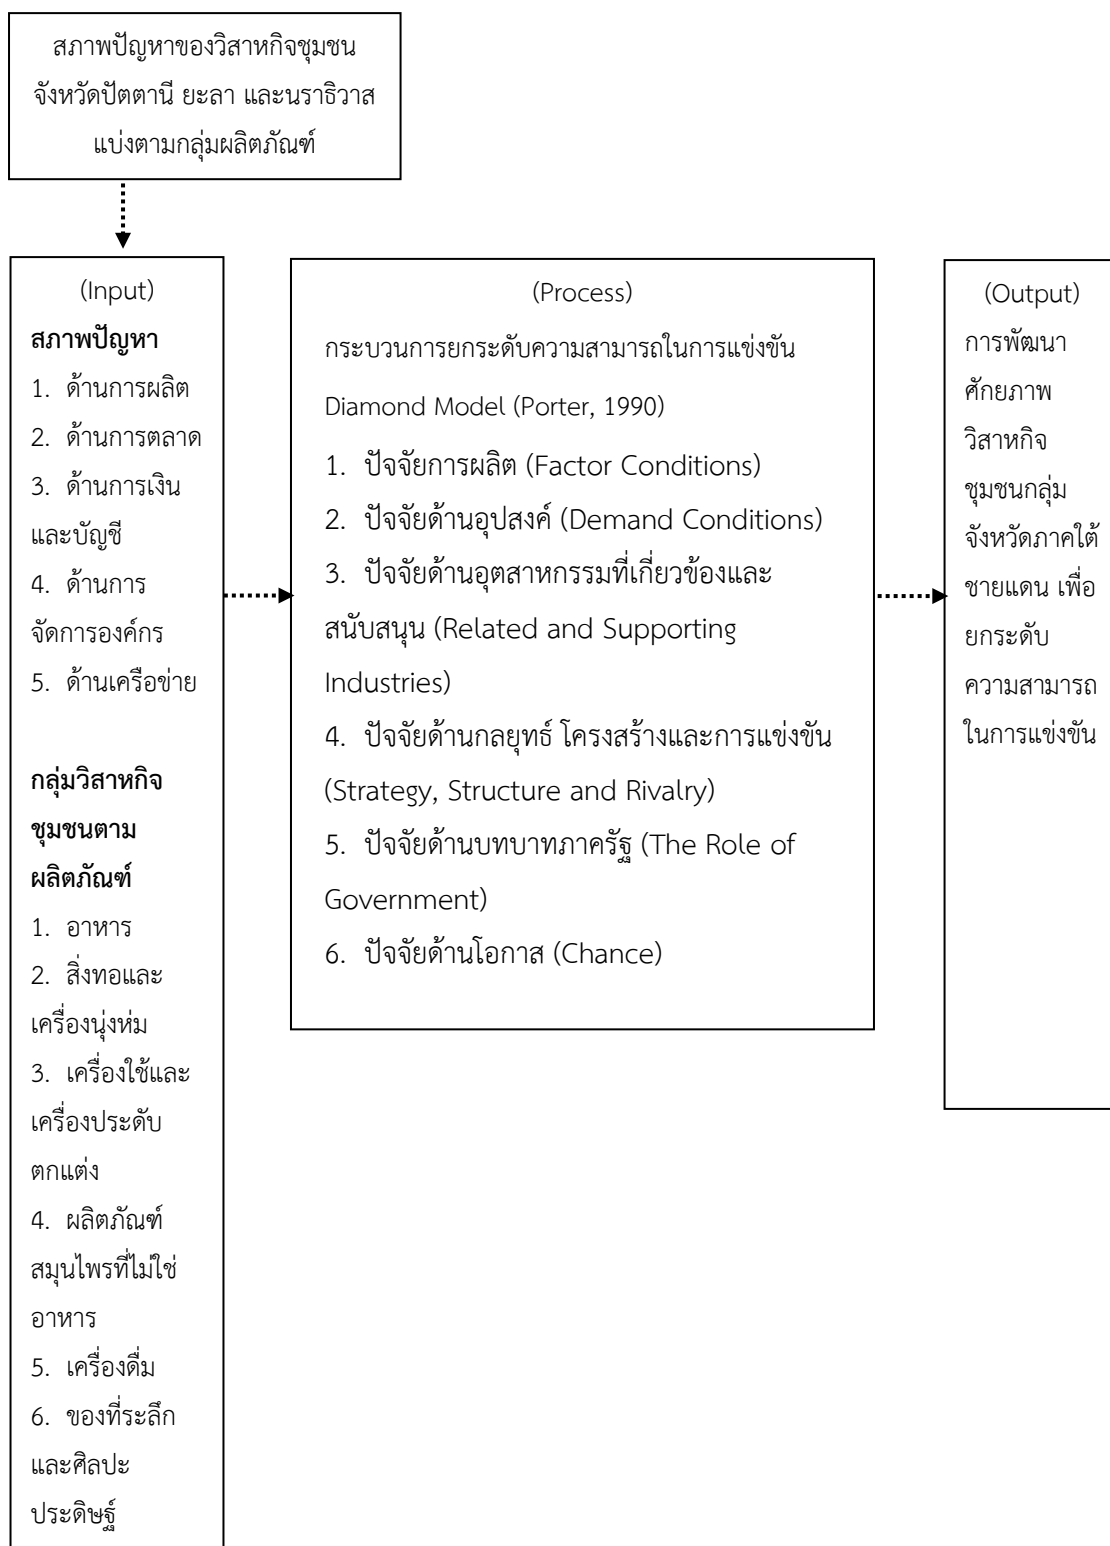 สภาพปัญหาของวิสาหกิจชุมชน
จังหวัดปัตตานี ยะลา และนราธิวาส
แบ่งตามกลุ่มผลิตภัณฑ์
(Input)
สภาพปัญหา
1. ด้านการผลิต
2. ด้านการตลาด
3. ด้านการเงิน
และบัญชี
4. ด้านการ
จัดการองค์กร
5. ด้านเครือข่าย
กลุ่มวิสาหกิจ
ชุมชนตาม
ผลิตภัณฑ์
1. อาหาร
2. สิ่งทอและ
เครื่องนุ่งห่ม
3. เครื่องใช้และ
เครื่องประดับ
ตกแต่ง
4. ผลิตภัณฑ์
สมุนไพรที่ไม่ใช่
อาหาร
5. เครื่องดื่ม
6. ของที่ระลึก
และศิลปะ
ประดิษฐ์
(Process)
กระบวนการยกระดับความสามารถในการแข่งขัน
Diamond Model (Porter, 1990)
1. ปัจจัยการผลิต (Factor Conditions)
2. ปัจจัยด้านอุปสงค์ (Demand Conditions)
3. ปัจจัยด้านอุตสาหกรรมที่เกี่ยวข้องและ
สนับสนุน (Related and Supporting
Industries)
4. ปัจจัยด้านกลยุทธ์ โครงสร้างและการแข่งขัน
(Strategy, Structure and Rivalry)
5. ปัจจัยด้านบทบาทภาครัฐ (The Role of
Government)
6. ปัจจัยด้านโอกาส (Chance)
(Output)
การพัฒนา
ศักยภาพ
วิสาหกิจ
ชุมชนกลุ่ม
จังหวัดภาคใต้
ชายแดน เพื่อ
ยกระดับ
ความสามารถ
ในการแข่งขัน